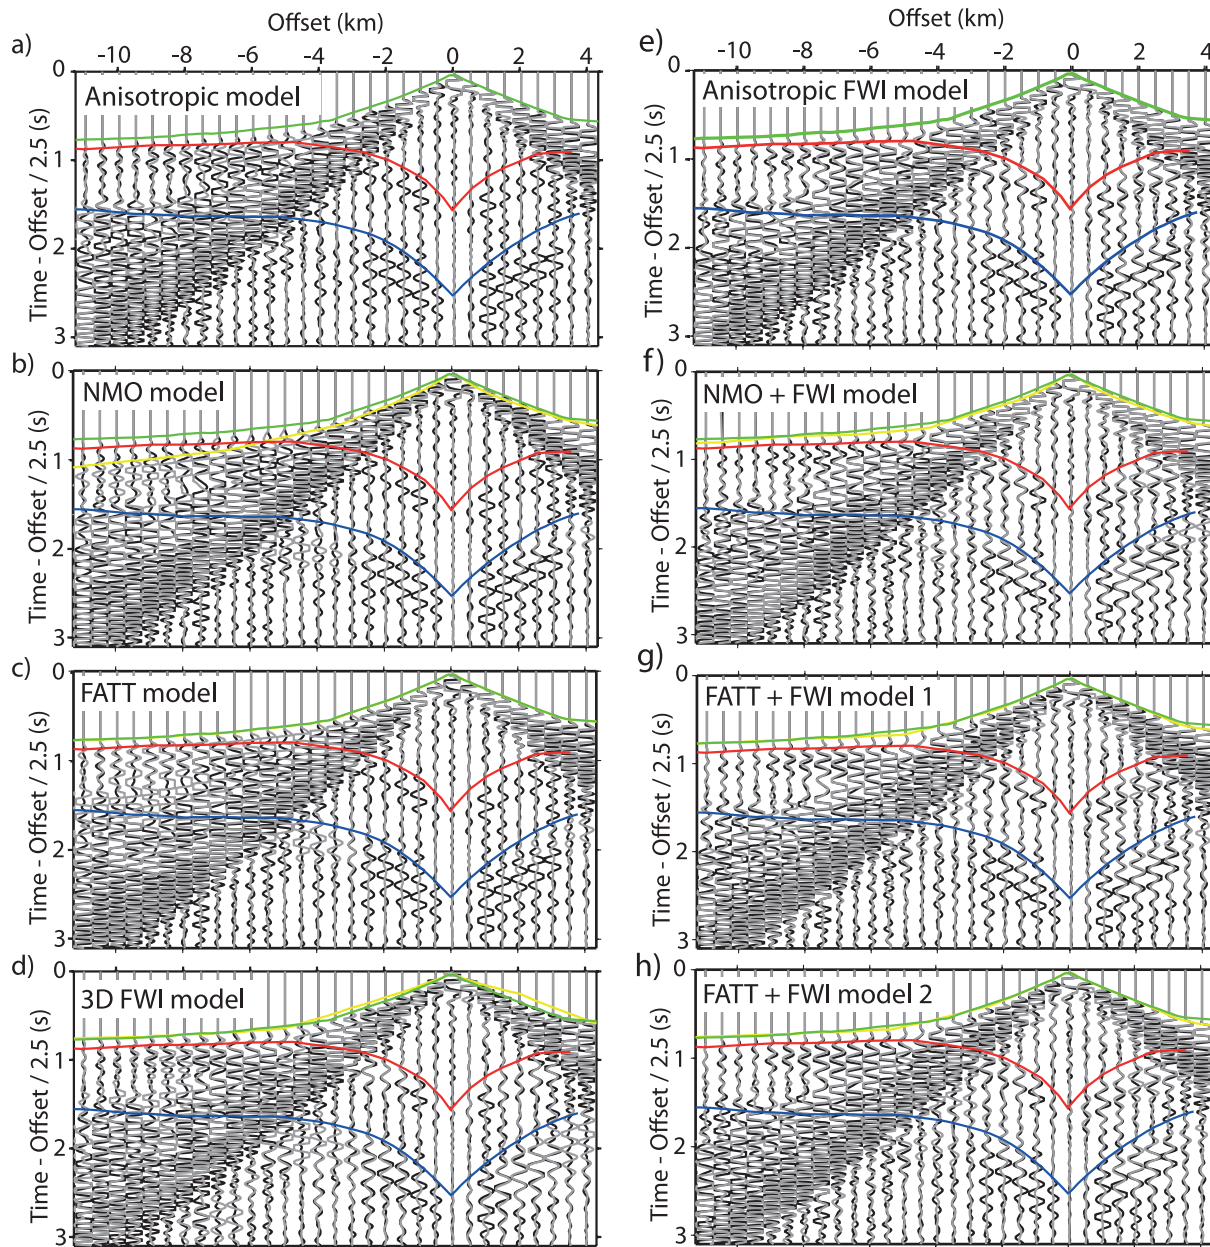 Offset (km)
a)
-10 -8 -6 -4 -2 0 2 4
0
Anisotropic model
1
2
3
Time - Offset / 2.5 (s)
b)
0
NMO model
1
2
3
Time - Offset / 2.5 (s)
c)
0
FATT model
1
2
3
Time - Offset / 2.5 (s)
d)
0
3D FWI model
1
2
3
Time - Offset / 2.5 (s)
Offset (km)
e)
-10 -8 -6 -4 -2 0 2 4
0
Anisotropic FWI model
1
2
3
Time - Offset / 2.5 (s)
f)
0
NMO + FWI model
1
2
3
Time - Offset / 2.5 (s)
g)
0
FATT + FWI model 1
1
2
3
Time - Offset / 2.5 (s)
h)
0
FATT + FWI model 2
1
2
3
Time - Offset / 2.5 (s)